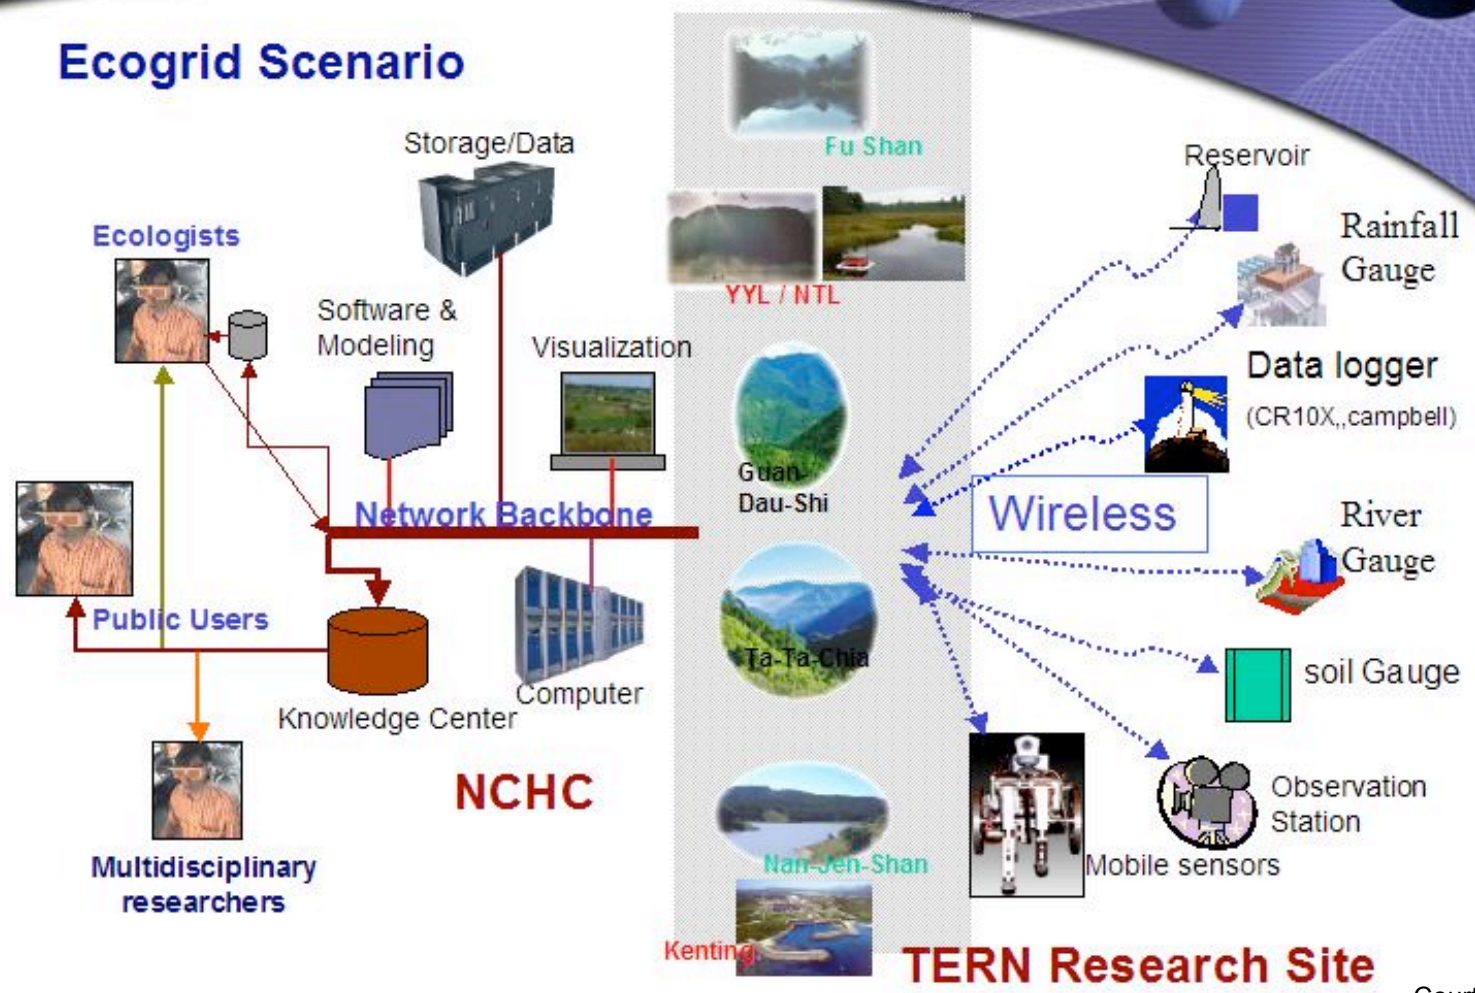 Ecogrid Scenario
Storage/Data
Fu Shan
Reservoir
Rainfall
Gauge
Ecologists
YYL / NTL
Software &
Modeling
Visualization
Data logger
(CR10X,,campbell)
Guan-
Dau-Shi
Network Backbone
Wireless
River
Gauge
Public Users
Ta-Ta-Chia
soil Gauge
Computer
Knowledge Center
NCHC
Observation
Station
Multidisciplinary
researchers
Nan-Jen-Shan
Mobile sensors
Kenting
TERN Research Site